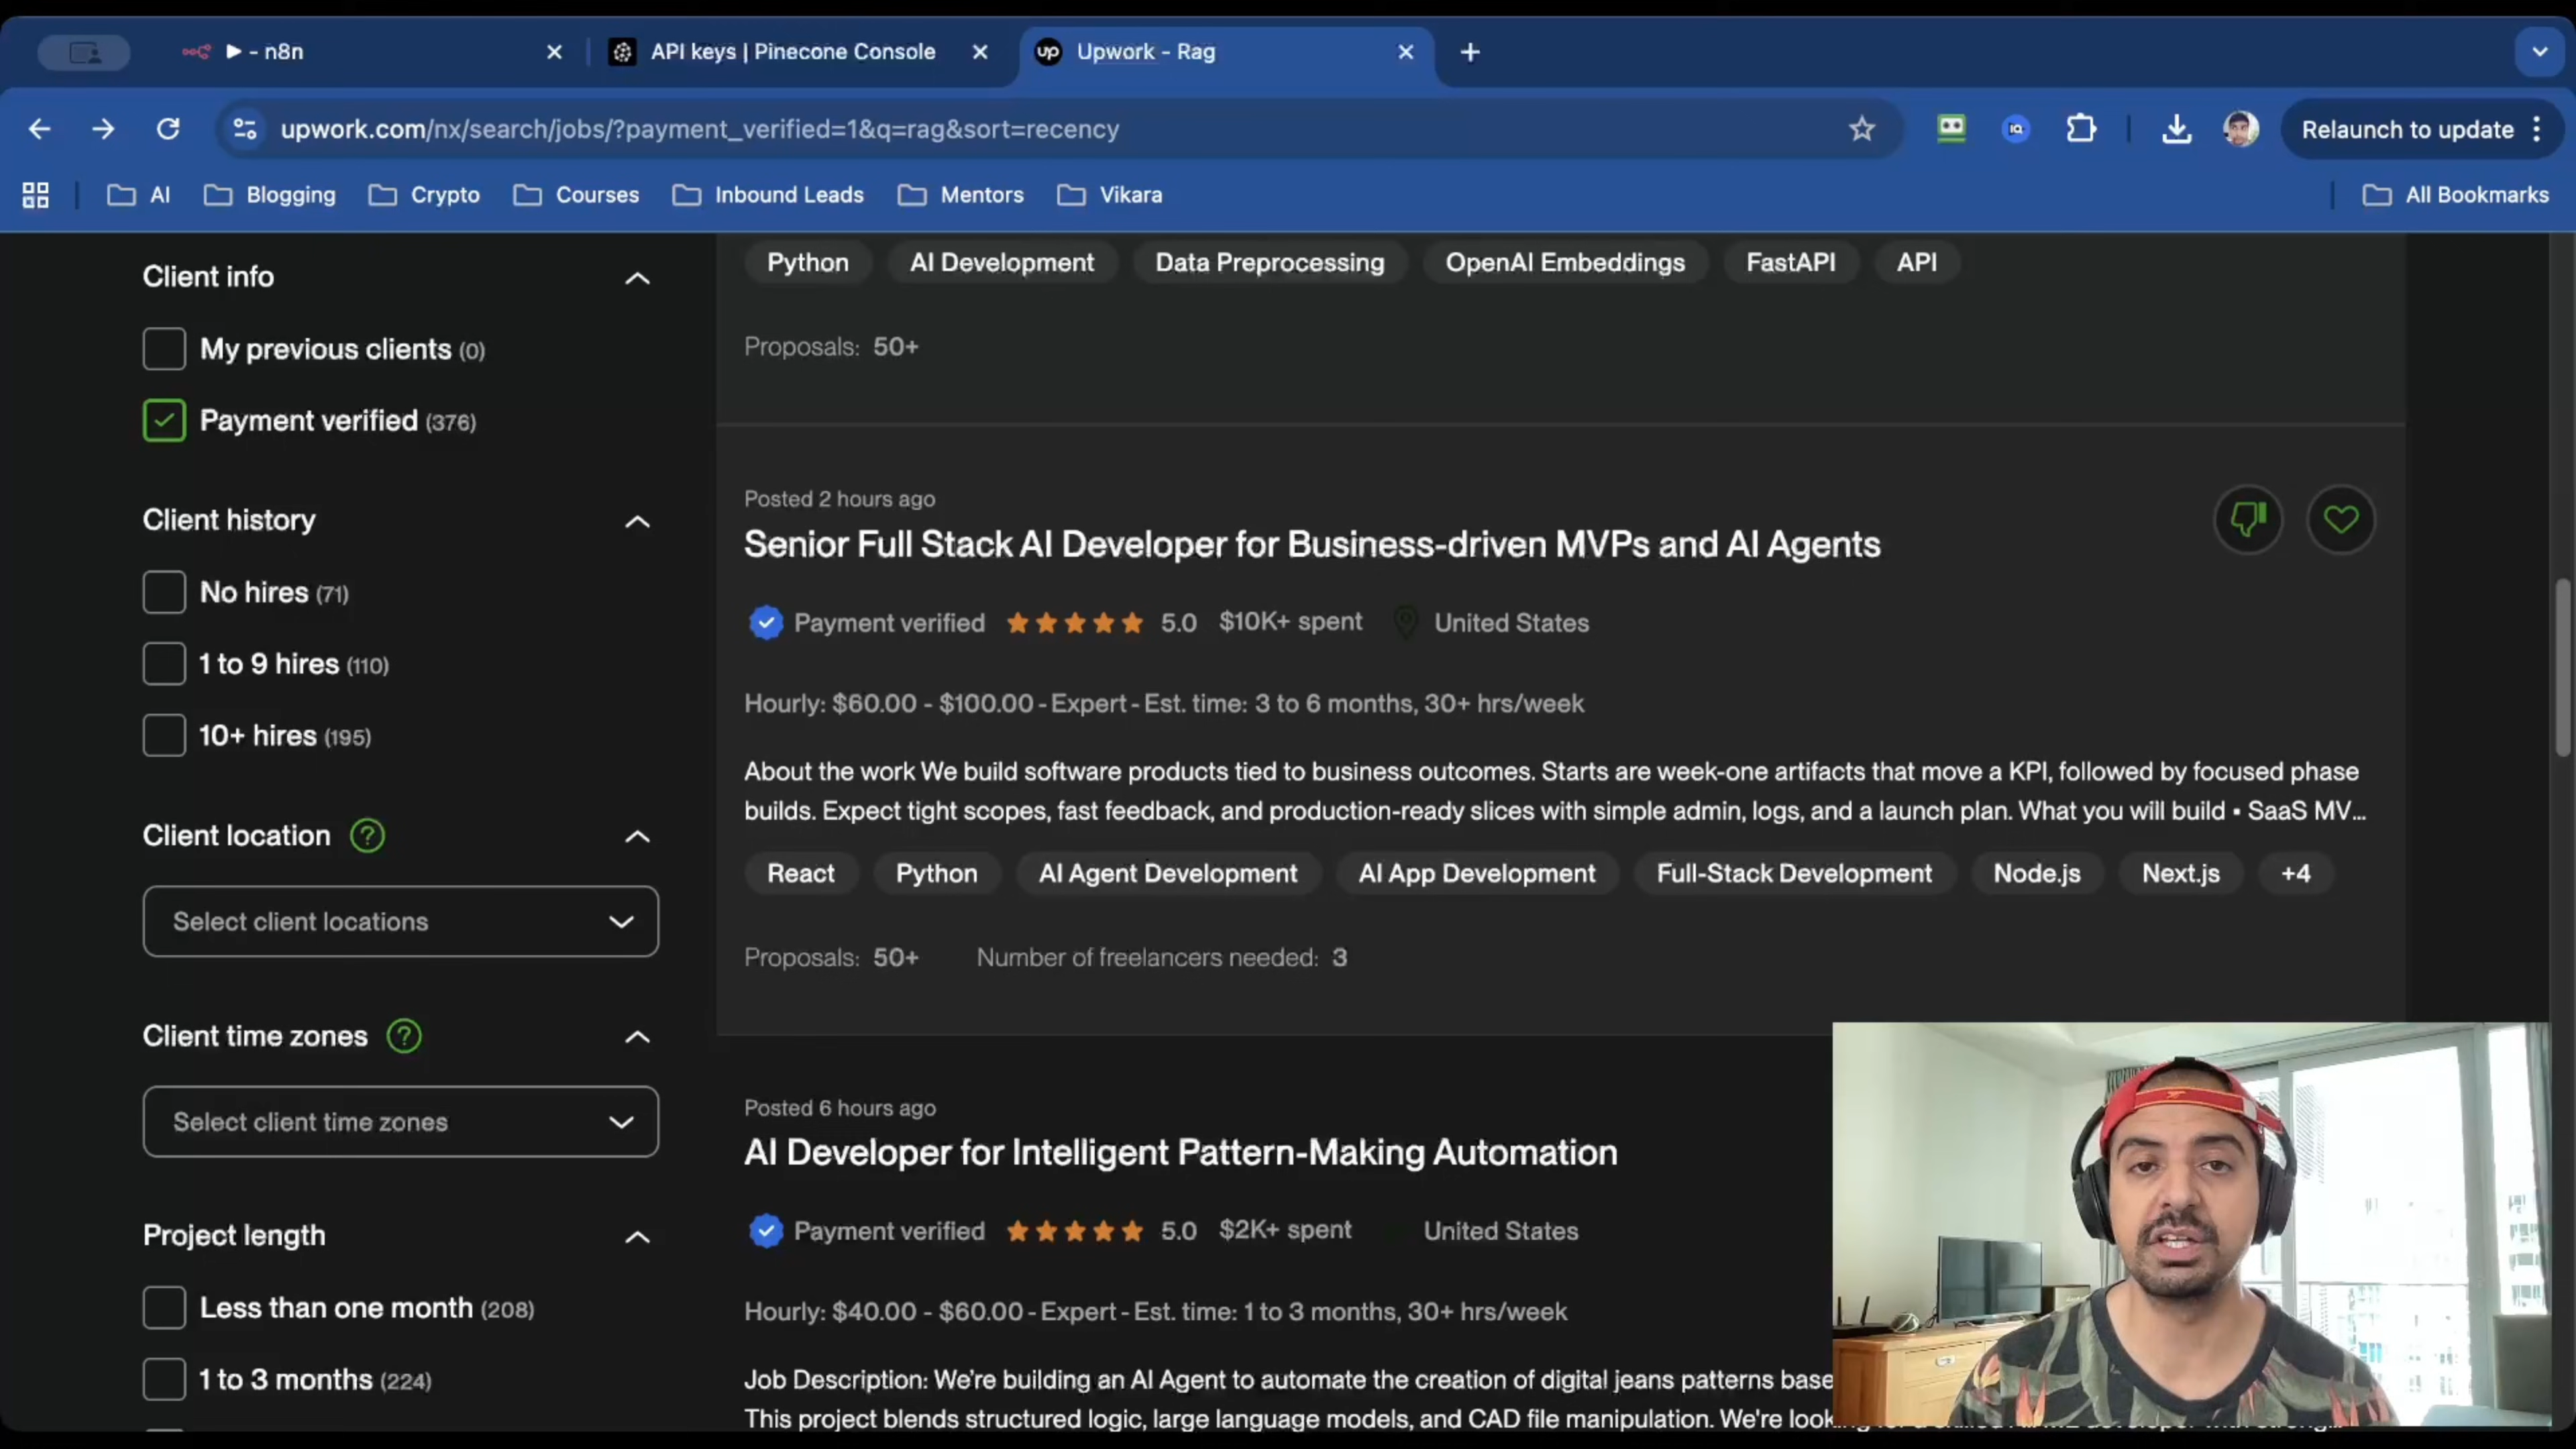 - n8n
API keys | Pinecone Console
Upwork - Rag
upwork.com/nx/search/jobs/?payment_verified=1&q=rag&sort=recency
Relaunch to update
AI
Blogging
Crypto
Courses
Inbound Leads
Mentors
Vikara
All Bookmarks
Client info
My previous clients (0)
Payment verified (376)
Client history
No hires (71)
1 to 9 hires (110)
10+ hires (195)
Client location
Select client locations
Client time zones
Select client time zones
Project length
Less than one month (208)
1 to 3 months (224)
Python
AI Development
Data Preprocessing
OpenAI Embeddings
FastAPI
API
Proposals: 50+
Posted 2 hours ago
Senior Full Stack AI Developer for Business-driven MVPs and AI Agents
Payment verified 5.0 $10K+ spent United States
Hourly: $60.00 - $100.00 - Expert - Est. time: 3 to 6 months, 30+ hrs/week
About the work We build software products tied to business outcomes. Starts are week-one artifacts that move a KPI, followed by focused phase
builds. Expect tight scopes, fast feedback, and production-ready slices with simple admin, logs, and a launch plan. What you will build • SaaS MV...
React
Python
AI Agent Development
AI App Development
Full-Stack Development
Node.js
Next.js
+4
Proposals: 50+ Number of freelancers needed: 3
Posted 6 hours ago
AI Developer for Intelligent Pattern-Making Automation
Payment verified 5.0 $2K+ spent United States
Hourly: $40.00 - $60.00 - Expert - Est. time: 1 to 3 months, 30+ hrs/week
Job Description: We're building an AI Agent to automate the creation of digital jeans patterns base
This project blends structured logic, large language models, and CAD file manipulation. We're look